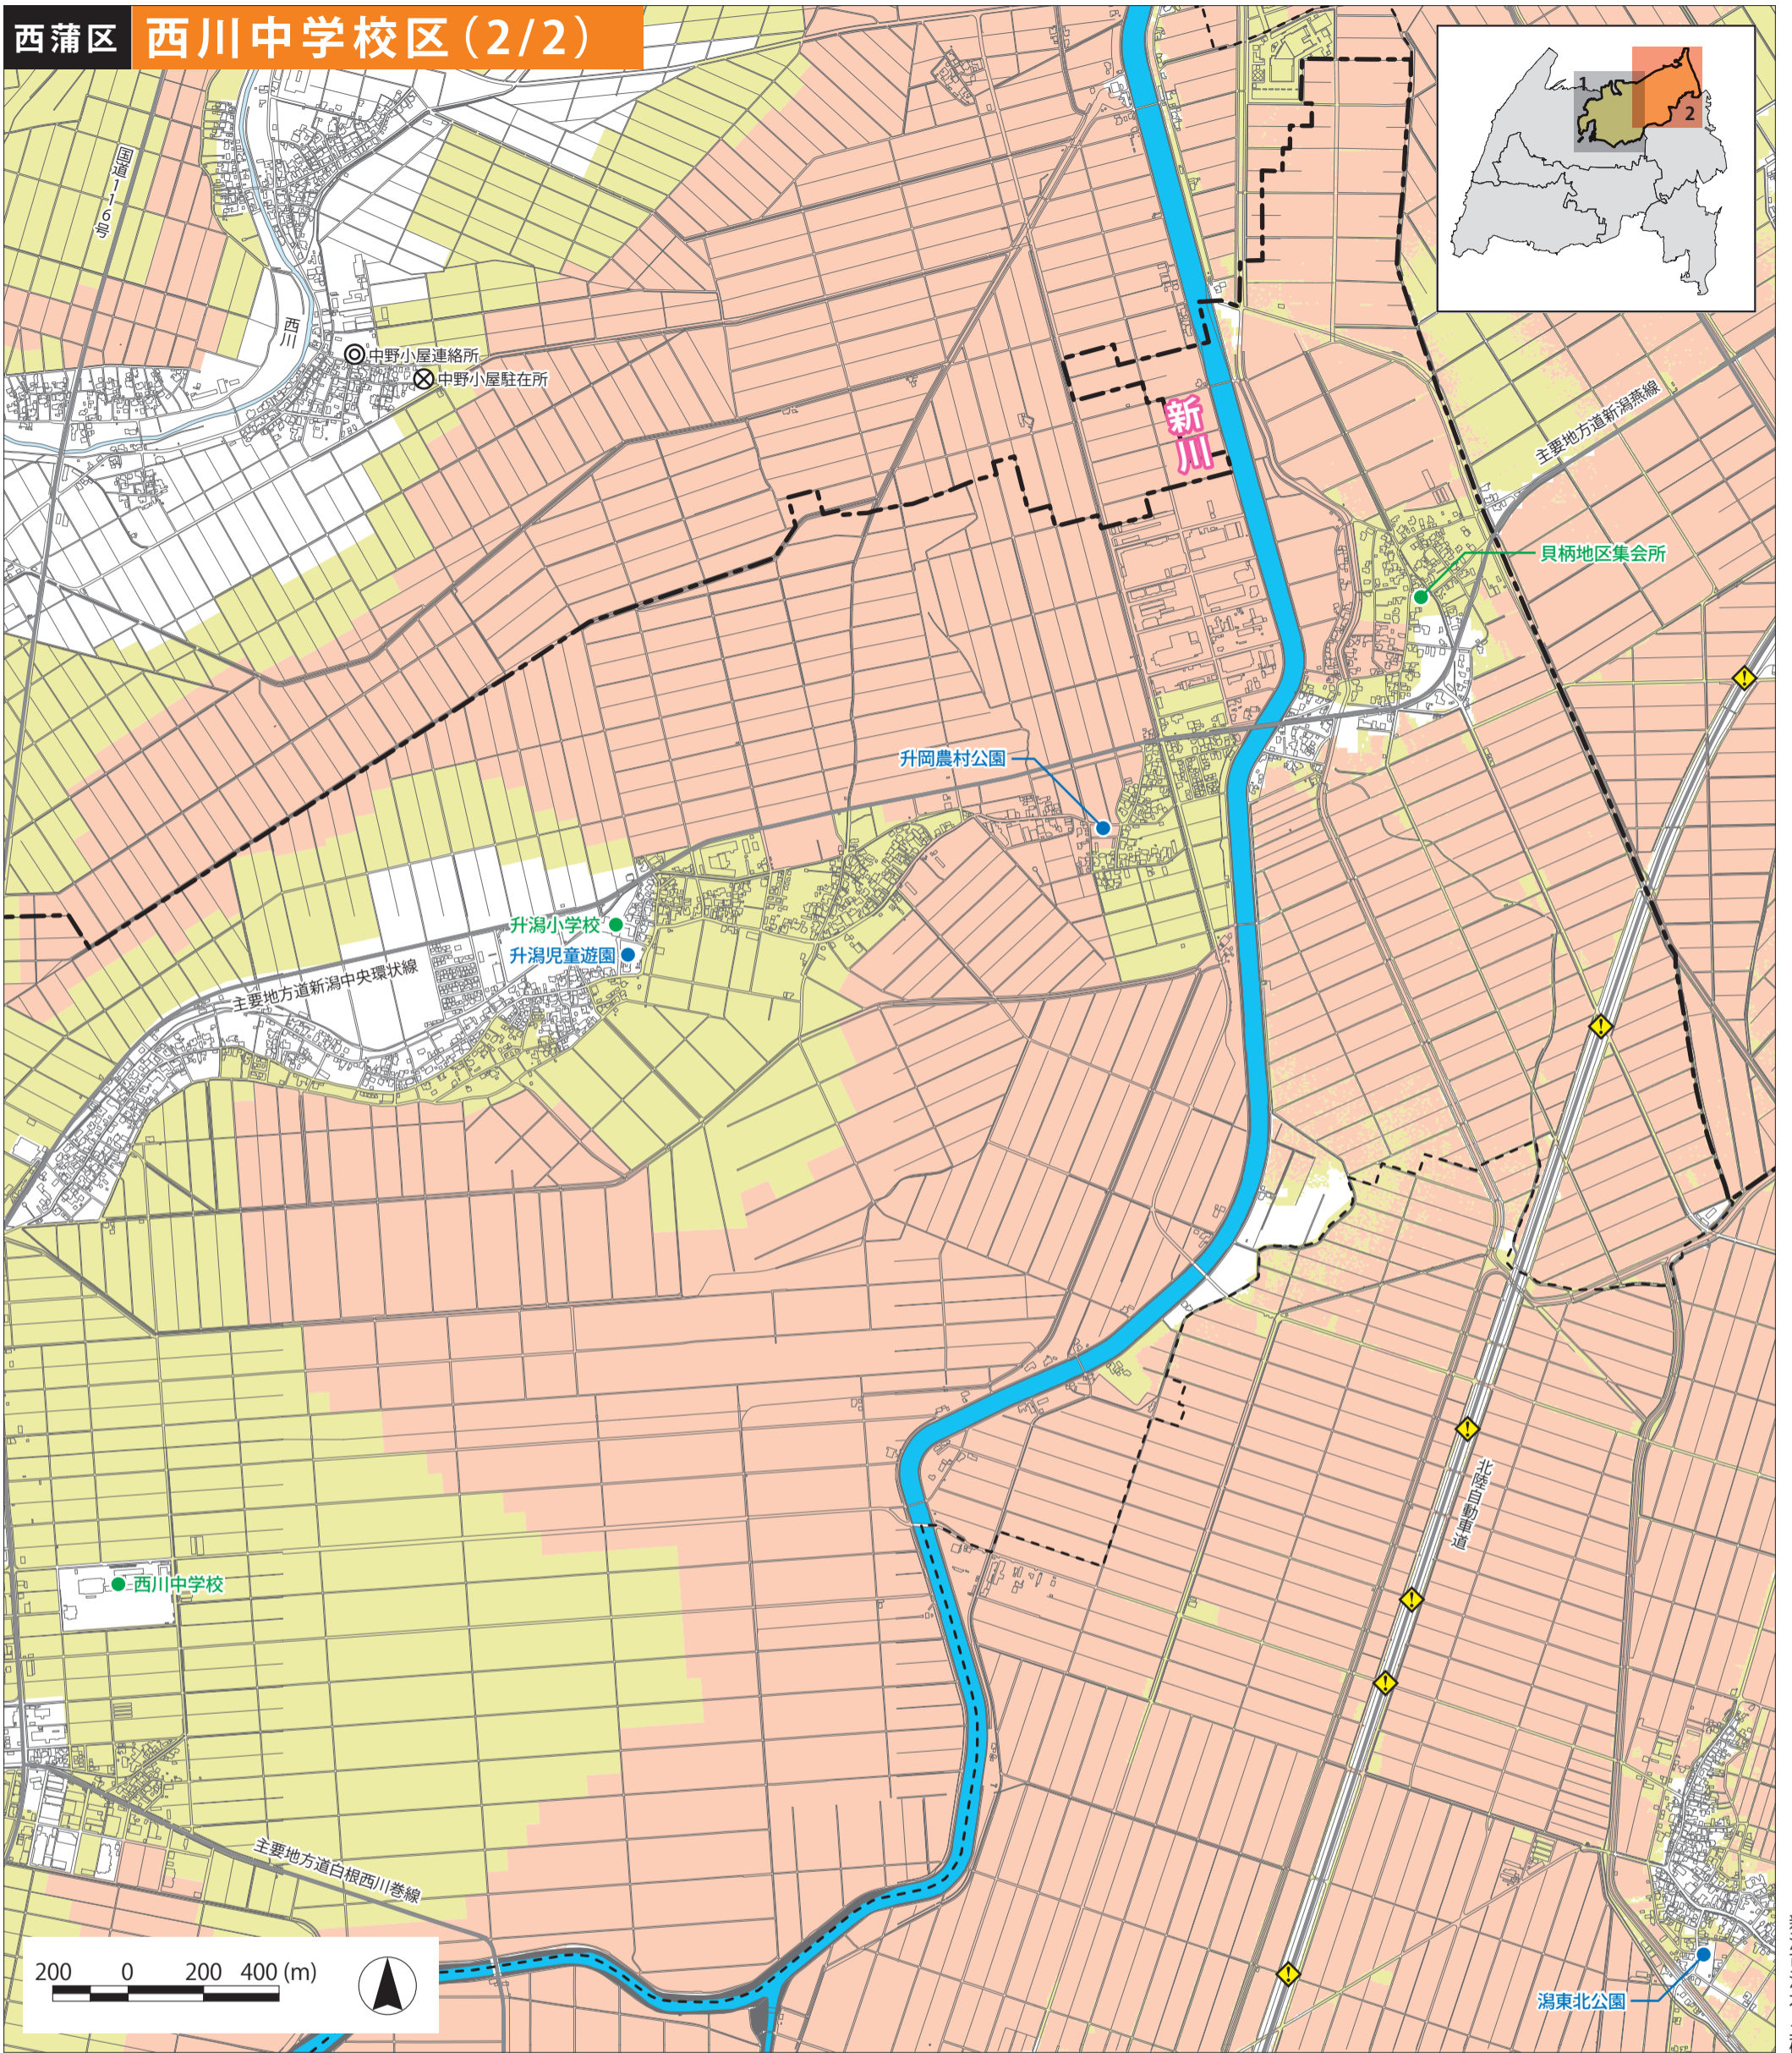 西蒲区 西川中学校区(2/2)
1
2
国道116号
西川
中野小屋連絡所
中野小屋駐在所
新川
主要地方道新潟燕線
貝柄地区集会所
升岡農村公園
升潟小学校
升潟児童遊園
主要地方道新潟中央環状線
西川中学校
北陸自動車道
主要地方道白根西川巻線
潟東北公園
200 0 200 400 (m)